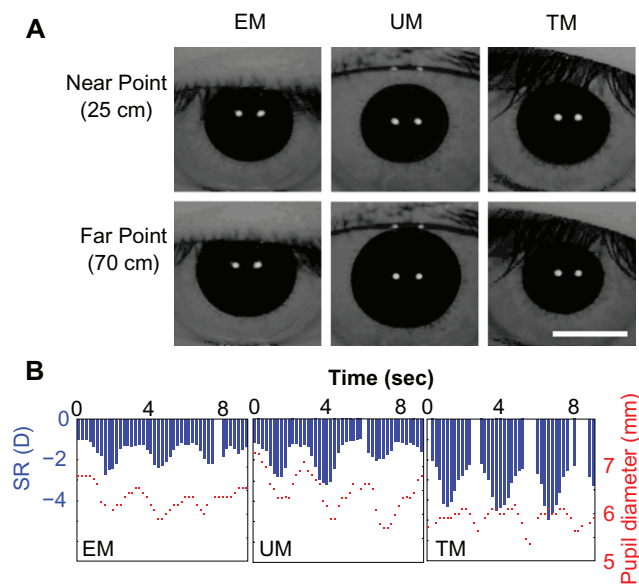 A
EM UM TM
Near Point
(25 cm)
Far Point
(70 cm)
B
Time (sec)
0 4 8 0 4 8 0 4 8
SR (D)
0
−2
−4
Pupil diameter (mm)
7
6
5
EM
UM
TM